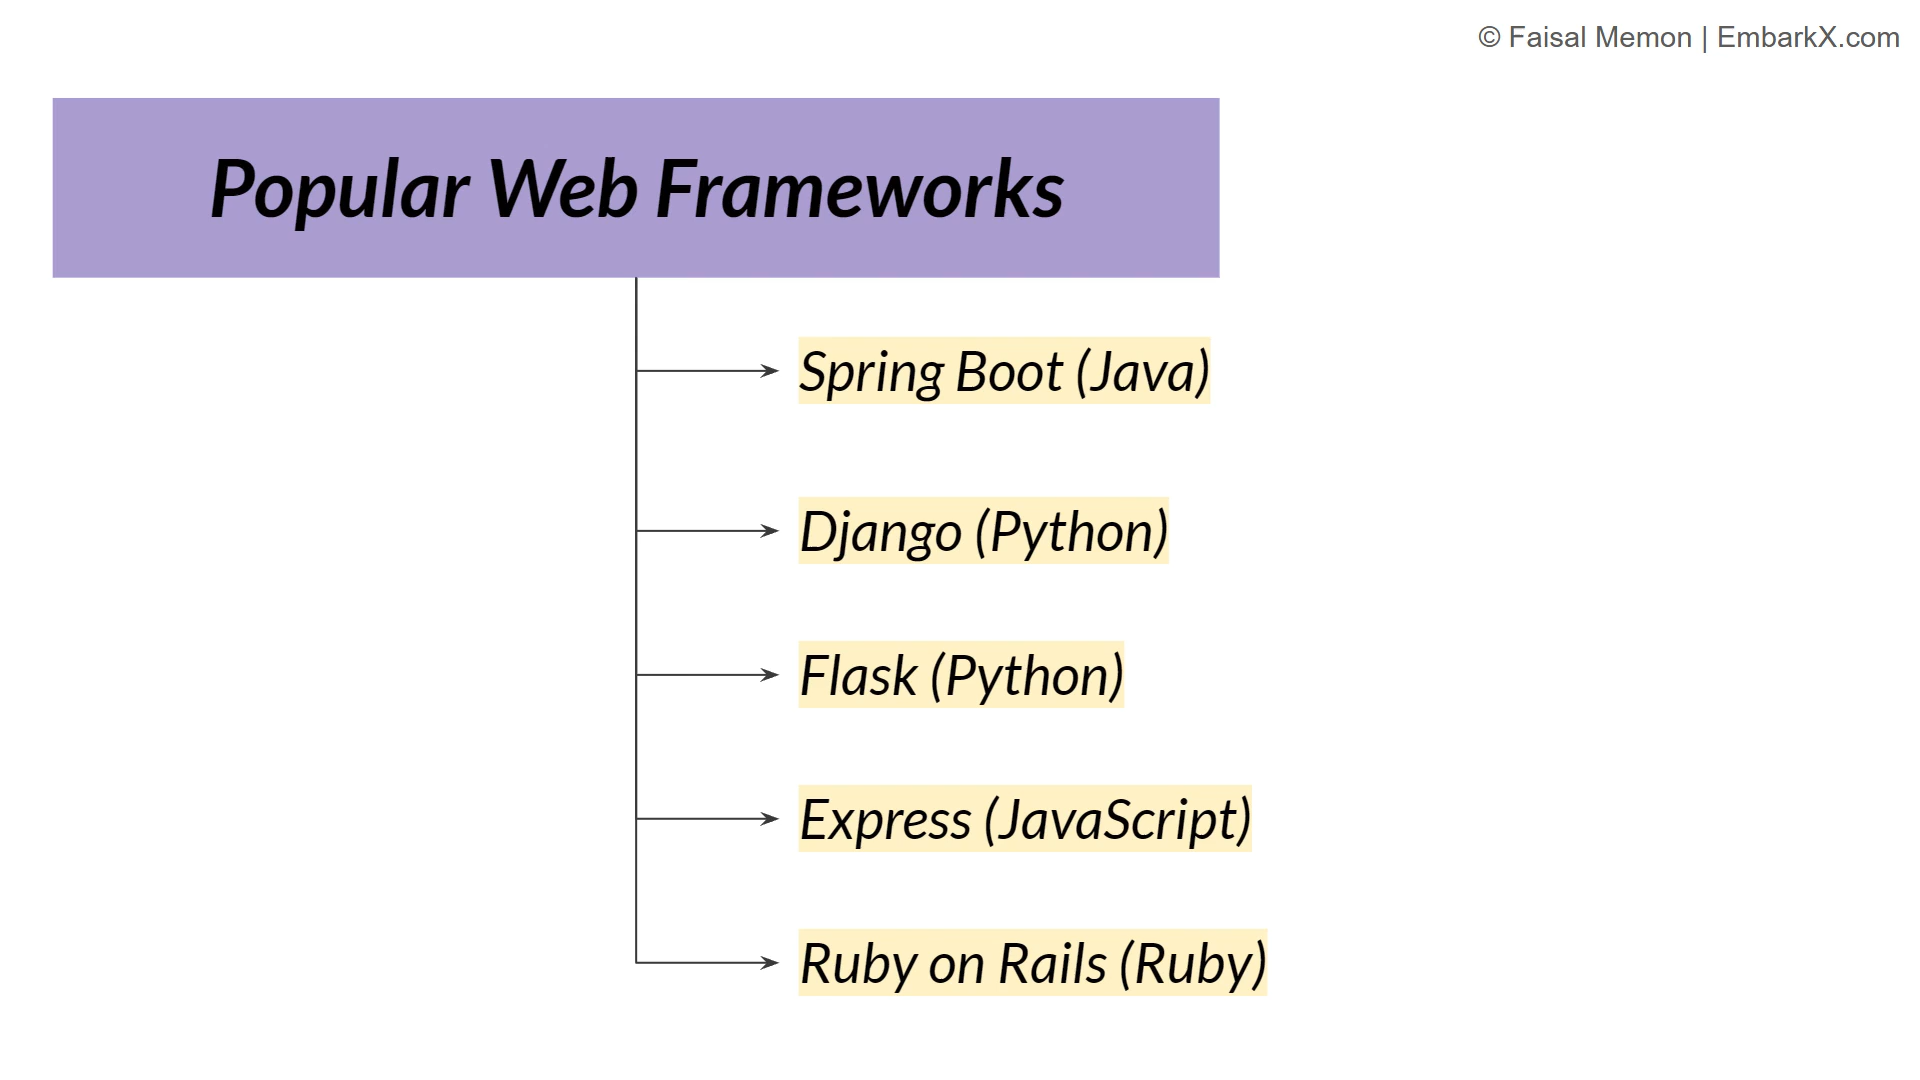 © Faisal Memon | EmbarkX.com
Popular Web Frameworks
Spring Boot (Java)
Django (Python)
Flask (Python)
Express (JavaScript)
Ruby on Rails (Ruby)